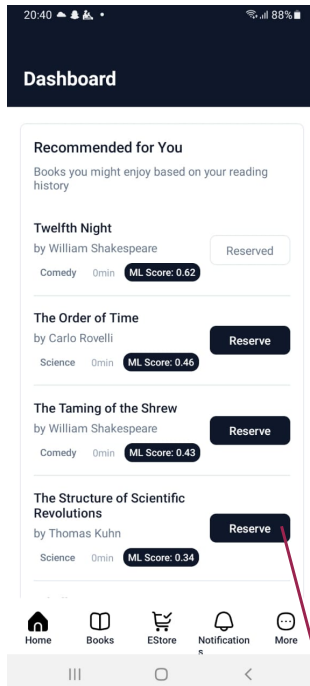 20:40
88%
Dashboard
Recommended for You
Books you might enjoy based on your reading
history
Twelfth Night
by William Shakespeare
Reserved
Comedy 0min ML Score: 0.62
The Order of Time
by Carlo Rovelli
Reserve
Science 0min ML Score: 0.46
The Taming of the Shrew
by William Shakespeare
Reserve
Comedy 0min ML Score: 0.43
The Structure of Scientific
Revolutions
by Thomas Kuhn
Reserve
Science 0min ML Score: 0.34
Home Books EStore Notification More
s